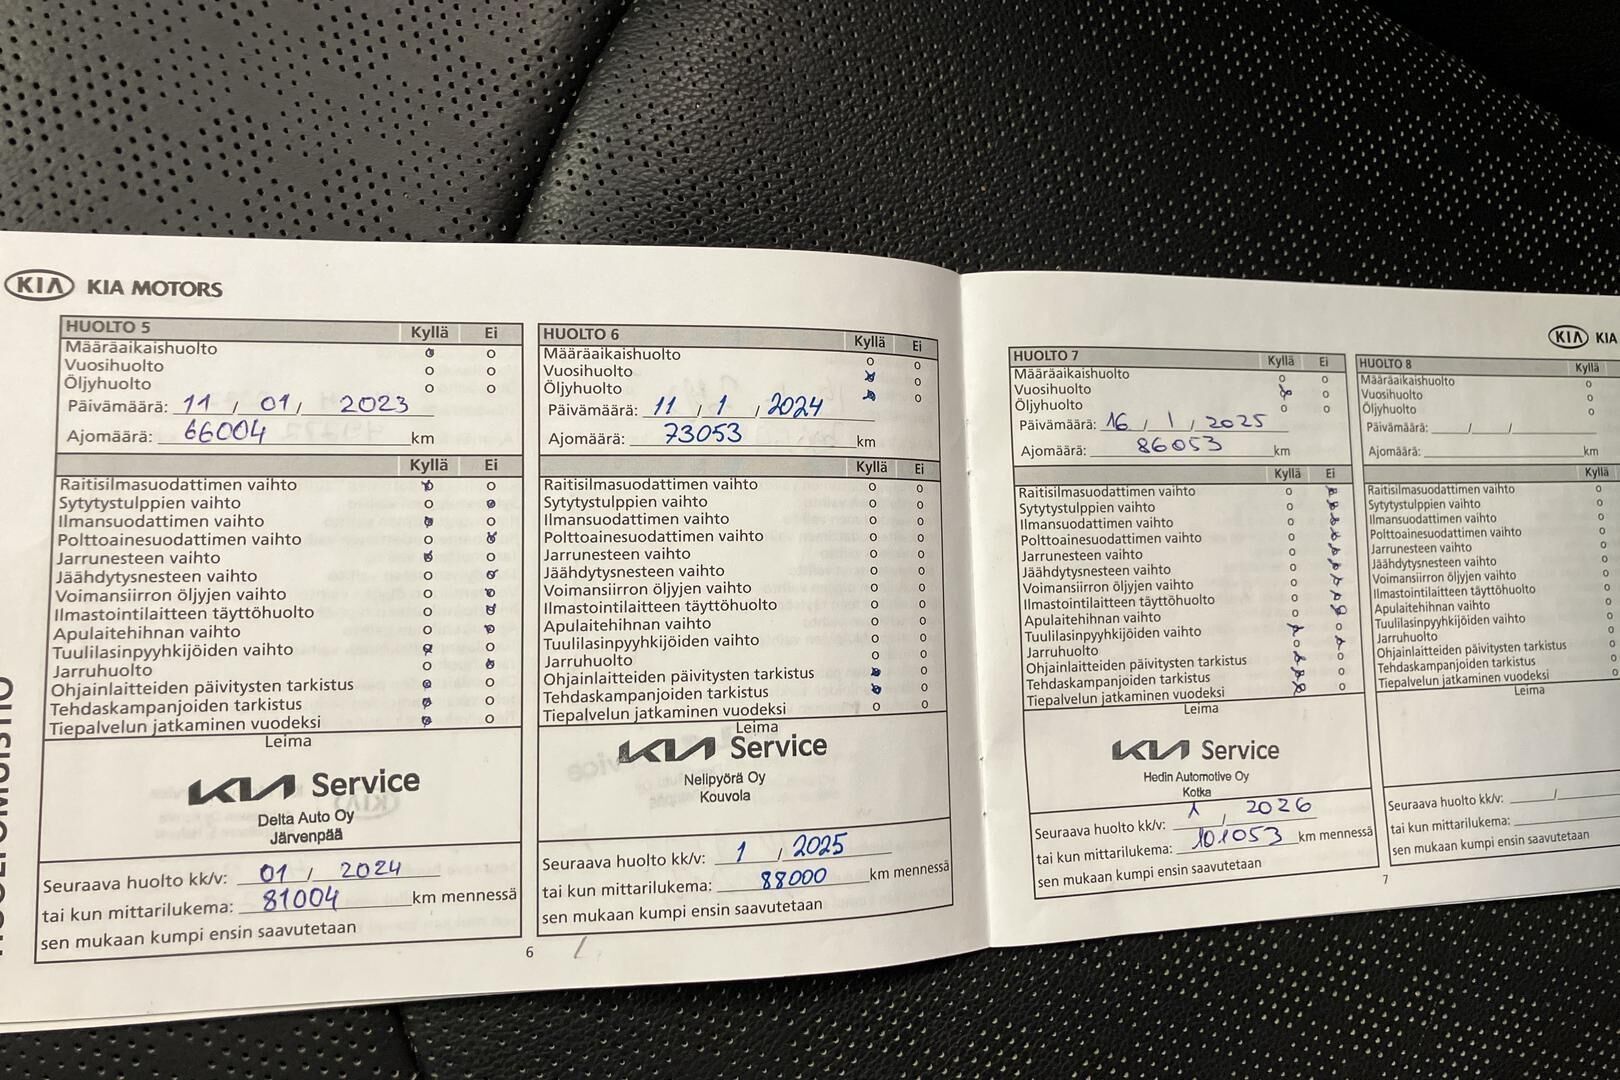 KIA KIA MOTORS
HUOLTO 5 Kyllä Ei
Määräaikaishuolto o o
Vuosihuolto o o
Öljyhuolto o o
Päivämäärä: 11 / 01 / 2023
Ajomäärä: 66004 km
Kyllä Ei
Raitisilmasuodattimen vaihto o o
Sytytystulppien vaihto o o
Ilmansuodattimen vaihto o o
Polttoainesuodattimen vaihto o o
Jarrunesteen vaihto o o
Jäähdytysnesteen vaihto o o
Voimansiirron öljyjen vaihto o o
Ilmastointilaitteen täyttöhuolto o o
Apulaitehihnan vaihto o o
Tuulilasinpyyhkijöiden vaihto o o
Jarruhuolto o o
Ohjainlaitteiden päivitysten tarkistus o o
Tehdaskampanjoiden tarkistus o o
Tiepalvelun jatkaminen vuodeksi o o
Leima
KIA Service
Delta Auto Oy
Järvenpää
Seuraava huolto kk/v: 01 / 2024
tai kun mittarilukema: 81004 km mennessä
sen mukaan kumpi ensin saavutetaan
HUOLTO 6 Kyllä Ei
Määräaikaishuolto o o
Vuosihuolto o o
Öljyhuolto o o
Päivämäärä: 11 / 1 / 2024
Ajomäärä: 73053 km
Kyllä Ei
Raitisilmasuodattimen vaihto o o
Sytytystulppien vaihto o o
Ilmansuodattimen vaihto o o
Polttoainesuodattimen vaihto o o
Jarrunesteen vaihto o o
Jäähdytysnesteen vaihto o o
Voimansiirron öljyjen vaihto o o
Ilmastointilaitteen täyttöhuolto o o
Apulaitehihnan vaihto o o
Tuulilasinpyyhkijöiden vaihto o o
Jarruhuolto o o
Ohjainlaitteiden päivitysten tarkistus o o
Tehdaskampanjoiden tarkistus o o
Tiepalvelun jatkaminen vuodeksi o o
Leima
KIA Service
Nelipyörä Oy
Kouvola
Seuraava huolto kk/v: 1 / 2025
tai kun mittarilukema: 88000 km mennessä
sen mukaan kumpi ensin saavutetaan
6
KIA KIA
HUOLTO 7 Kyllä Ei
Määräaikaishuolto o o
Vuosihuolto o o
Öljyhuolto o o
Päivämäärä: 16 / 1 / 2025
Ajomäärä: 86053 km
Kyllä Ei
Raitisilmasuodattimen vaihto o o
Sytytystulppien vaihto o o
Ilmansuodattimen vaihto o o
Polttoainesuodattimen vaihto o o
Jarrunesteen vaihto o o
Jäähdytysnesteen vaihto o o
Voimansiirron öljyjen vaihto o o
Ilmastointilaitteen täyttöhuolto o o
Apulaitehihnan vaihto o o
Tuulilasinpyyhkijöiden vaihto o o
Jarruhuolto o o
Ohjainlaitteiden päivitysten tarkistus o o
Tehdaskampanjoiden tarkistus o o
Tiepalvelun jatkaminen vuodeksi o o
Leima
KIA Service
Hedin Automotive Oy
Kotka
Seuraava huolto kk/v: 1 / 2026
tai kun mittarilukema: 101053 km mennessä
sen mukaan kumpi ensin saavutetaan
HUOLTO 8 Kyllä
Määräaikaishuolto o
Vuosihuolto o
Öljyhuolto o
Päivämäärä: / /
Ajomäärä: km
Kyllä
Raitisilmasuodattimen vaihto o
Sytytystulppien vaihto o
Ilmansuodattimen vaihto o
Polttoainesuodattimen vaihto o
Jarrunesteen vaihto o
Jäähdytysnesteen vaihto o
Voimansiirron öljyjen vaihto o
Ilmastointilaitteen täyttöhuolto o
Apulaitehihnan vaihto o
Tuulilasinpyyhkijöiden vaihto o
Jarruhuolto o
Ohjainlaitteiden päivitysten tarkistus o
Tehdaskampanjoiden tarkistus o
Tiepalvelun jatkaminen vuodeksi o
Leima
Seuraava huolto kk/v: /
tai kun mittarilukema:
sen mukaan kumpi ensin saavutetaan
7